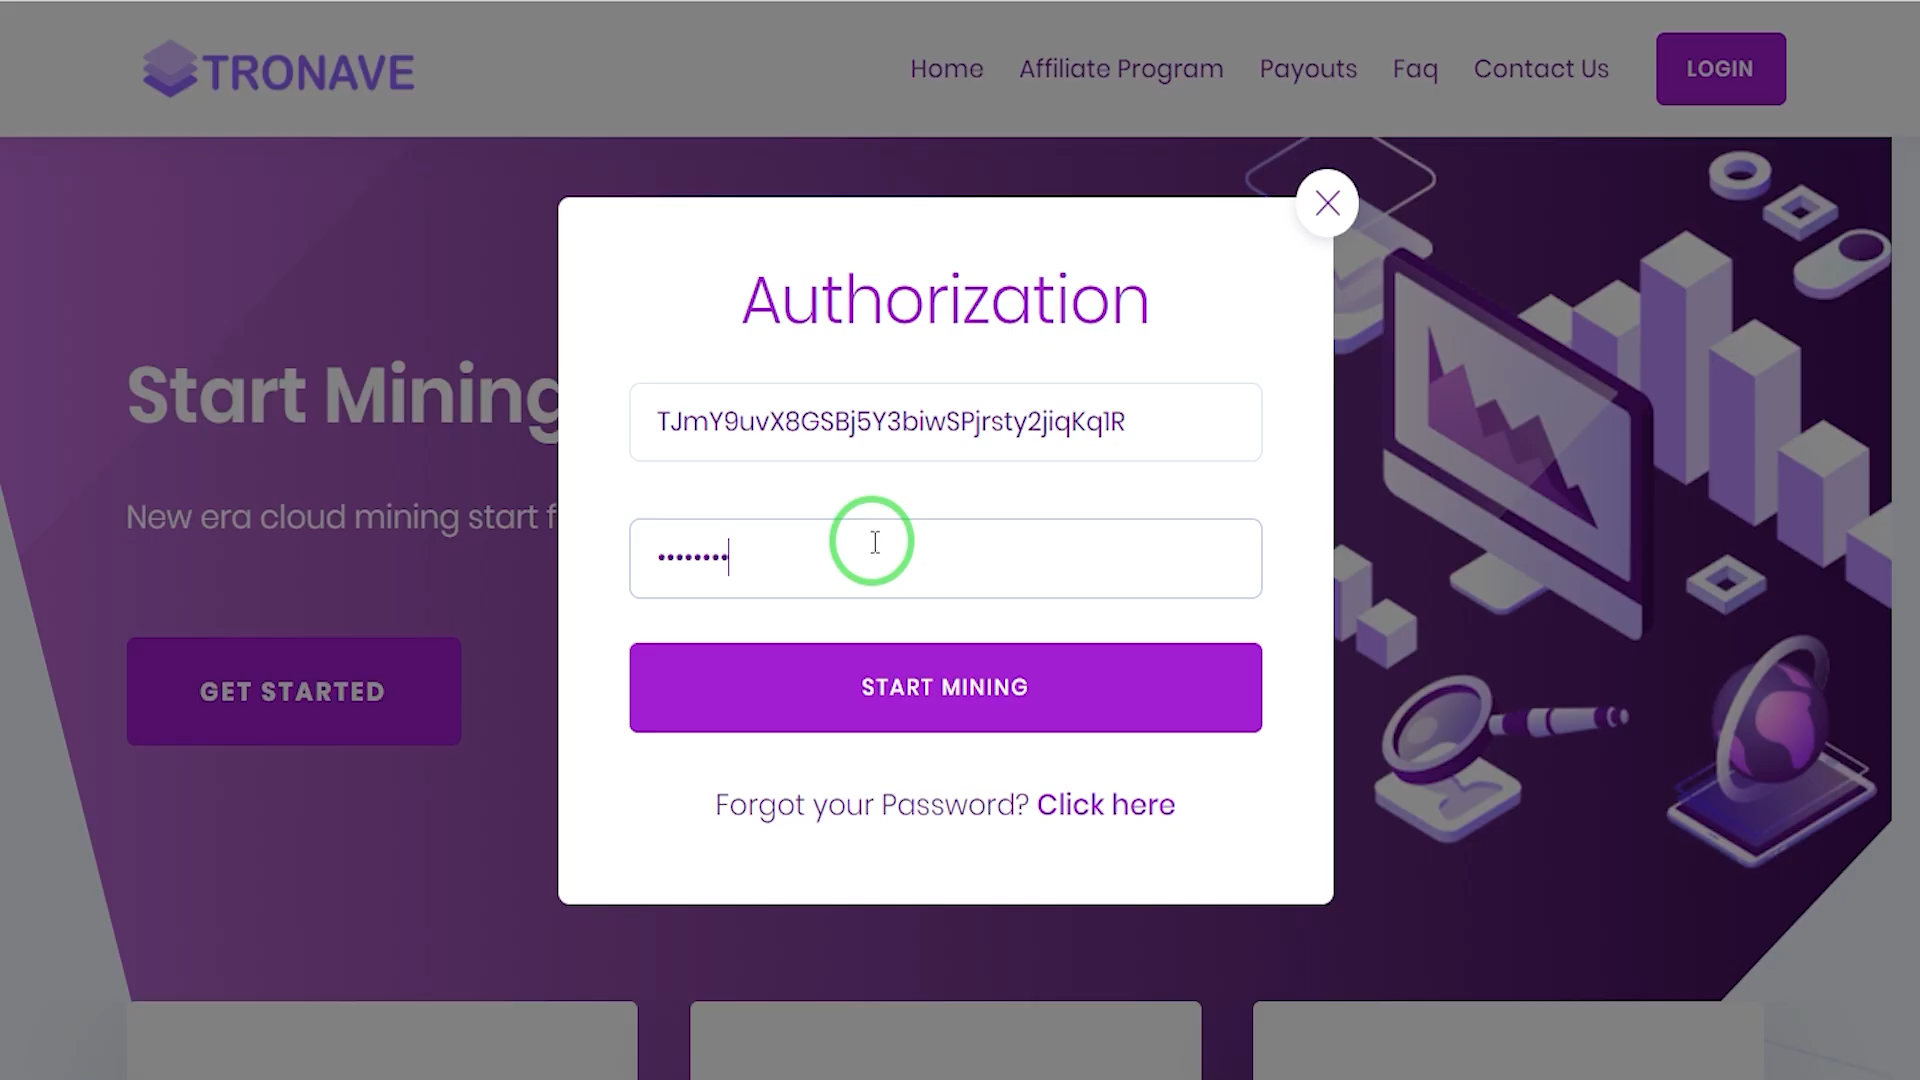 TRONAVE
Home Affiliate Program Payouts Faq Contact Us LOGIN
Authorization
TJmY9uvX8GSBj5Y3biwSPjrsty2jiqKq1R
Start Mining
New era cloud mining start f
••••••••
START MINING
GET STARTED
Forgot your Password? Click here